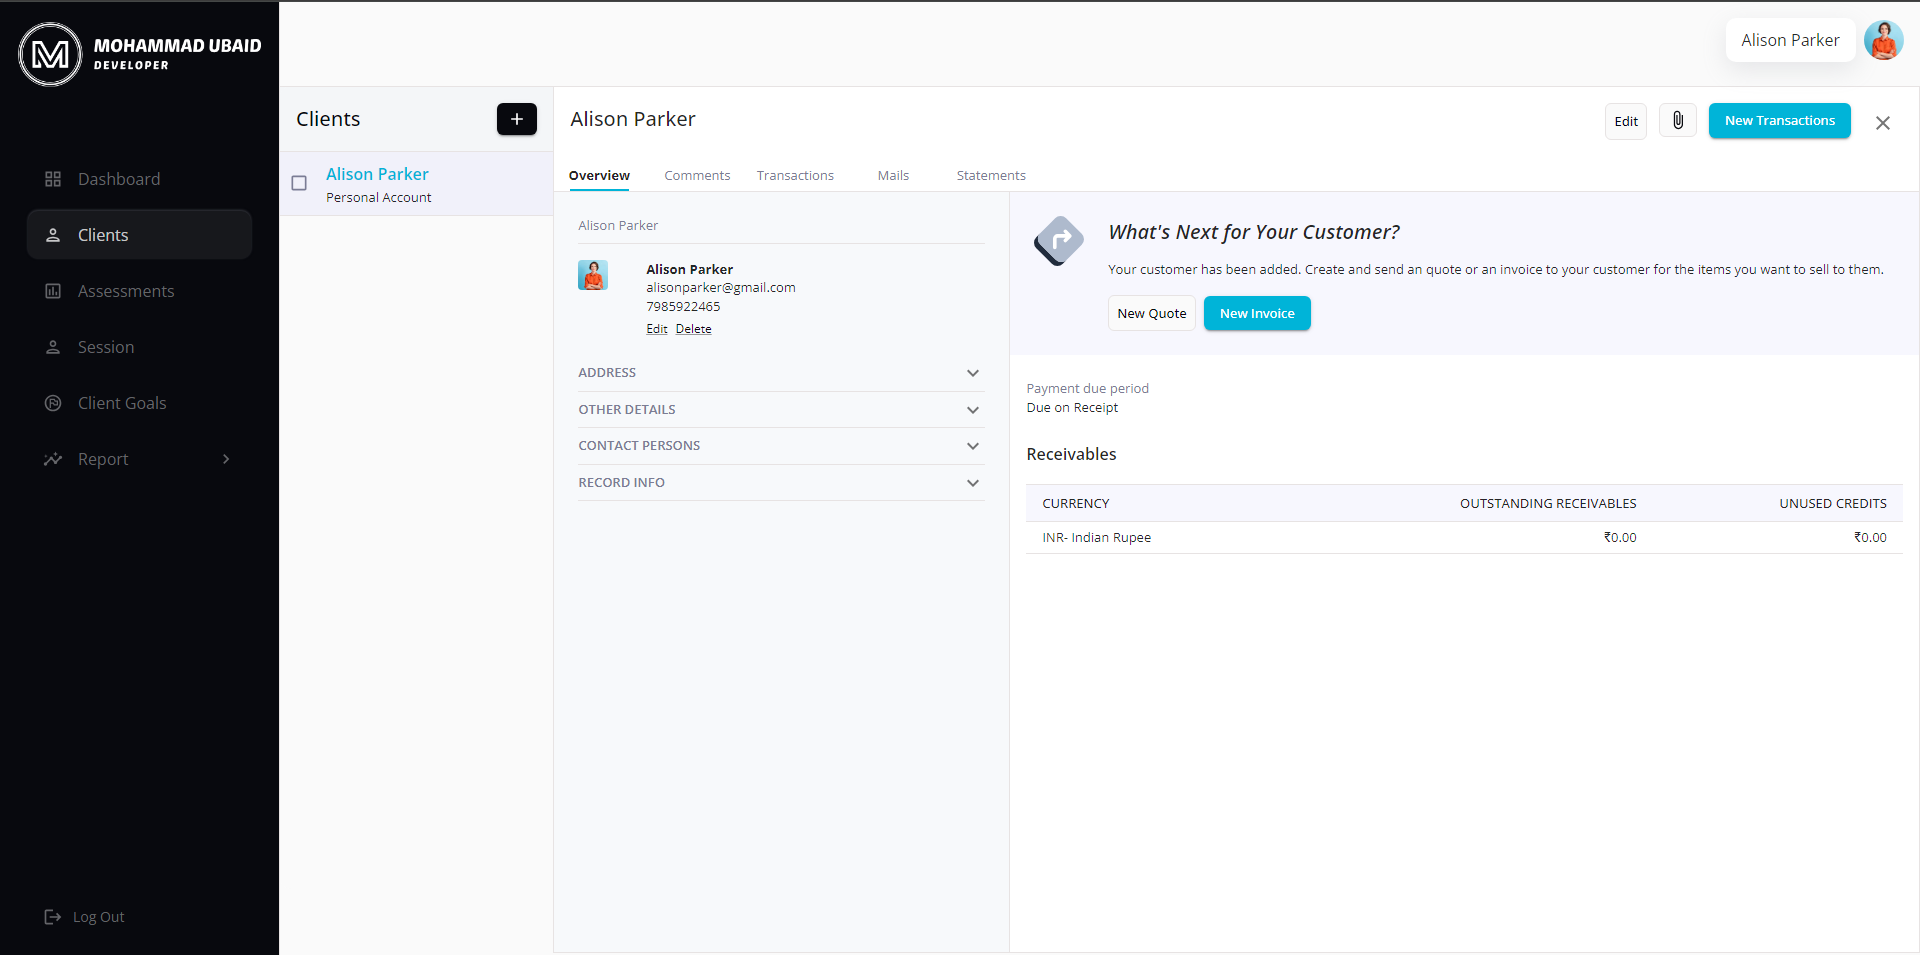 MOHAMMAD UBAID
DEVELOPER
Dashboard
Clients
Assessments
Session
Client Goals
Report
Log Out
Alison Parker
Clients
+
Alison Parker
Personal Account
Alison Parker
Edit
New Transactions
Overview Comments Transactions Mails Statements
Alison Parker
Alison Parker
alisonparker@gmail.com
7985922465
Edit Delete
ADDRESS
OTHER DETAILS
CONTACT PERSONS
RECORD INFO
What's Next for Your Customer?
Your customer has been added. Create and send an quote or an invoice to your customer for the items you want to sell to them.
New Quote New Invoice
Payment due period
Due on Receipt
Receivables
CURRENCY OUTSTANDING RECEIVABLES UNUSED CREDITS
INR- Indian Rupee ₹0.00 ₹0.00